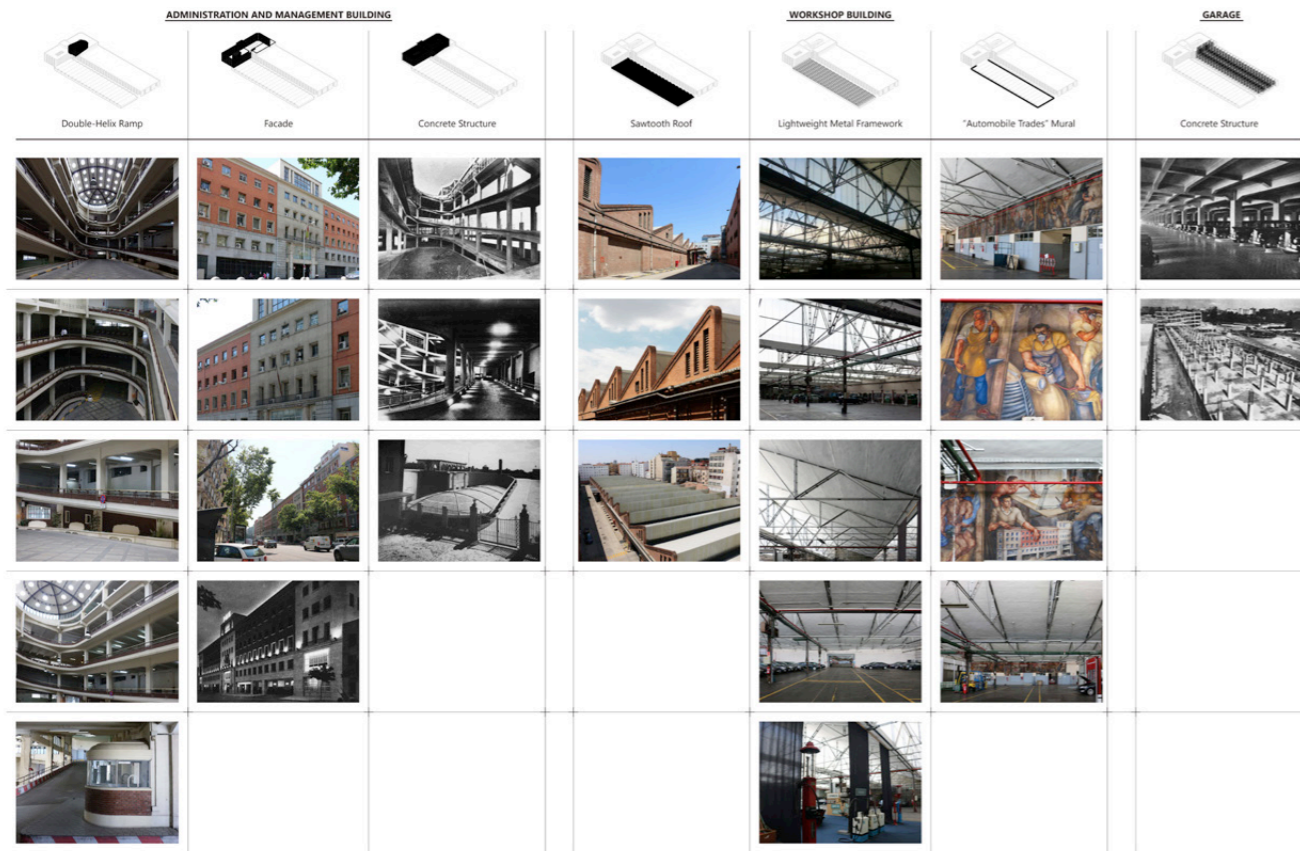 ADMINISTRATION AND MANAGEMENT BUILDING
WORKSHOP BUILDING
GARAGE
Double-Helix Ramp
Facade
Concrete Structure
Sawtooth Roof
Lightweight Metal Framework
"Automobile Trades" Mural
Concrete Structure